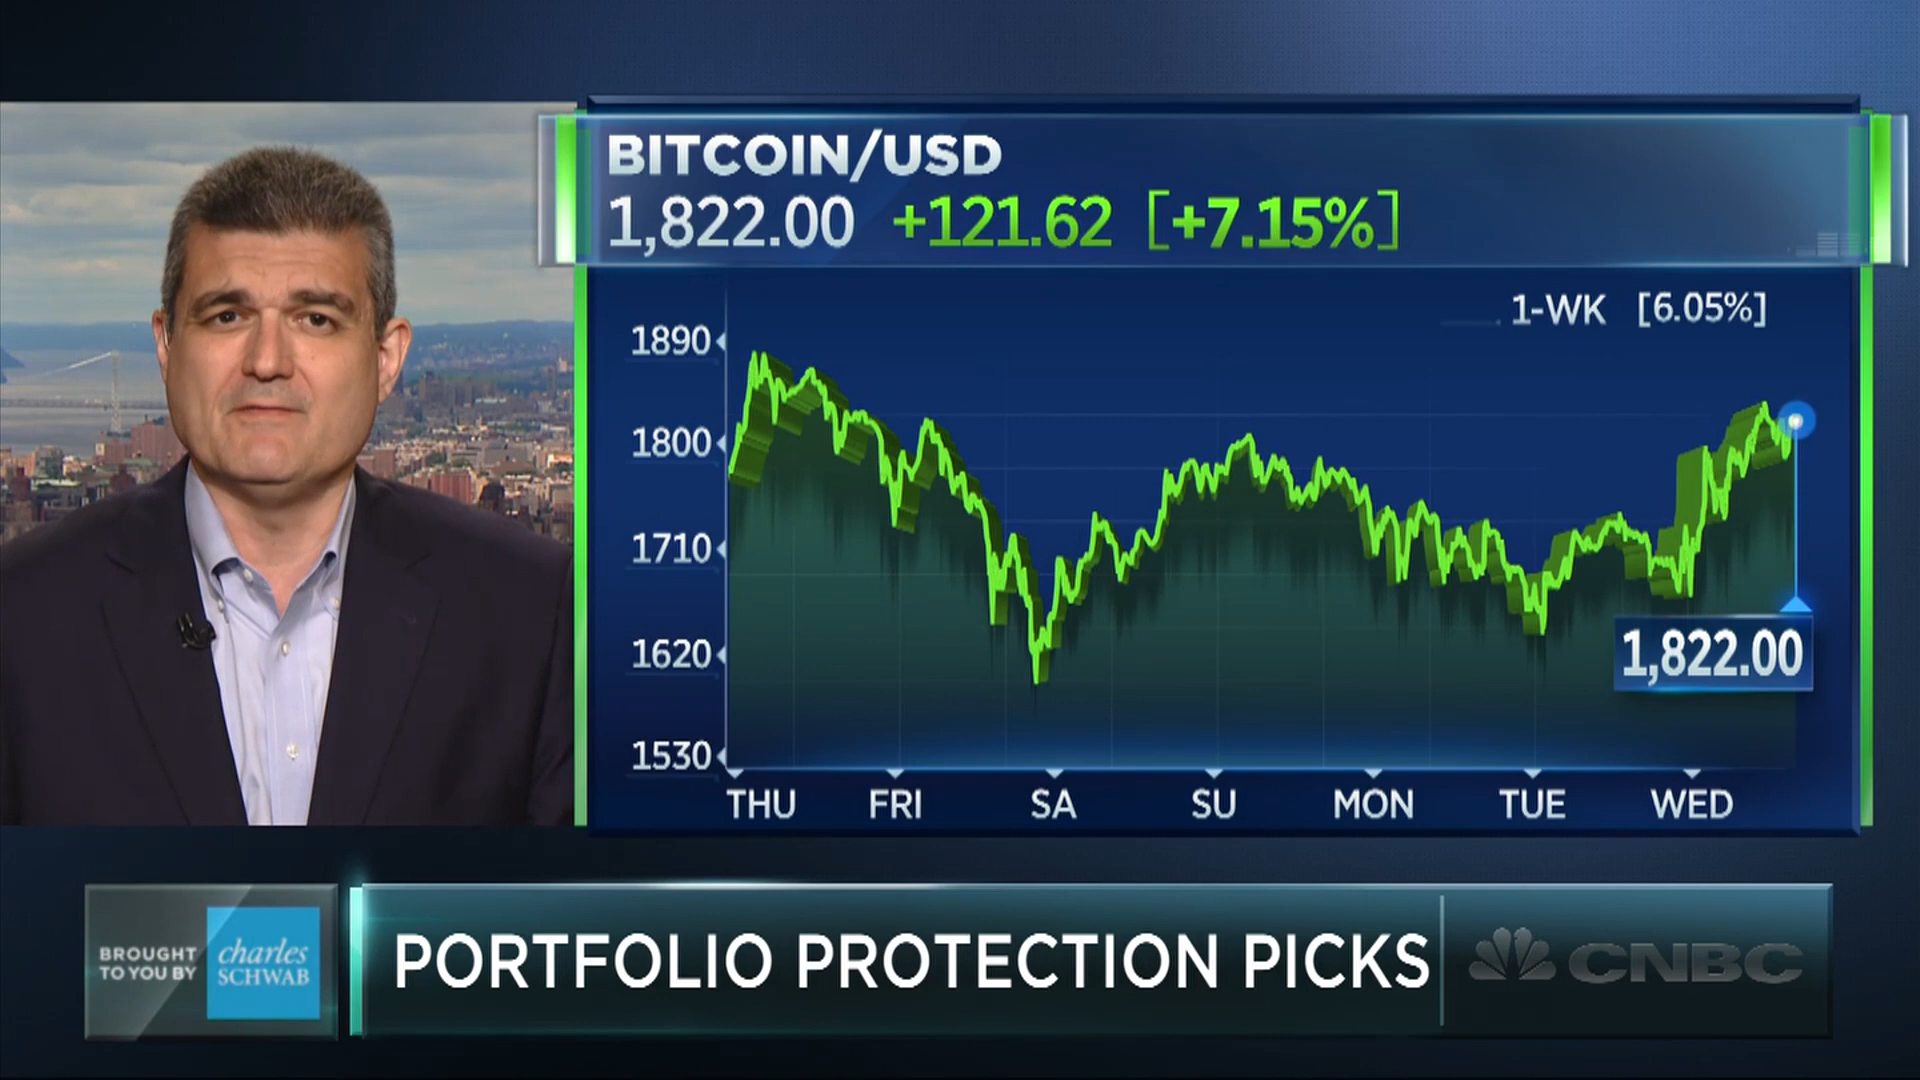 BITCOIN/USD
1,822.00 +121.62 [+7.15%]
1-WK [6.05%]
1890
1800
1710
1620
1530
1,822.00
THU FRI SA SU MON TUE WED
BROUGHT
TO YOU BY
charles
SCHWAB
PORTFOLIO PROTECTION PICKS
CNBC